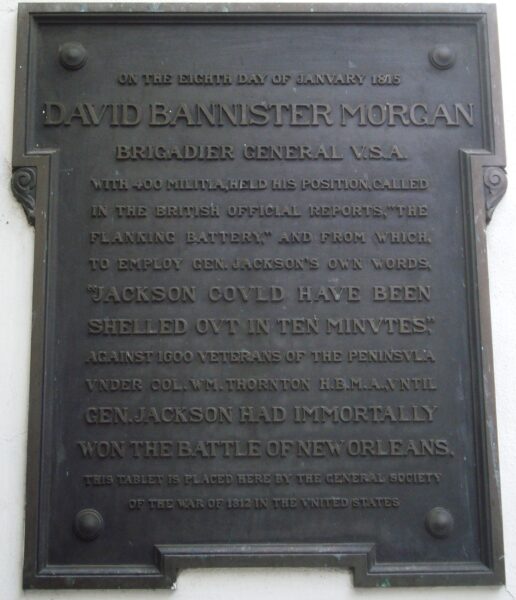 ON THE EIGHTH DAY OF JANVARY 1815
DAVID BANNISTER MORGAN
BRIGADIER GENERAL V.S.A.
WITH 400 MILITIA, HELD HIS POSITION, CALLED
IN THE BRITISH OFFICIAL REPORTS, "THE
FLANKING BATTERY," AND FROM WHICH,
TO EMPLOY GEN. JACKSON'S OWN WORDS,
"JACKSON COVLD HAVE BEEN
SHELLED OVT IN TEN MINVTES,"
AGAINST 1600 VETERANS OF THE PENINSVLA
VNDER COL. WM. THORNTON H.B.M.A., VNTIL
GEN. JACKSON HAD IMMORTALLY
WON THE BATTLE OF NEW ORLEANS.
THIS TABLET IS PLACED HERE BY THE GENERAL SOCIETY
OF THE WAR OF 1812 IN THE VNITED STATES